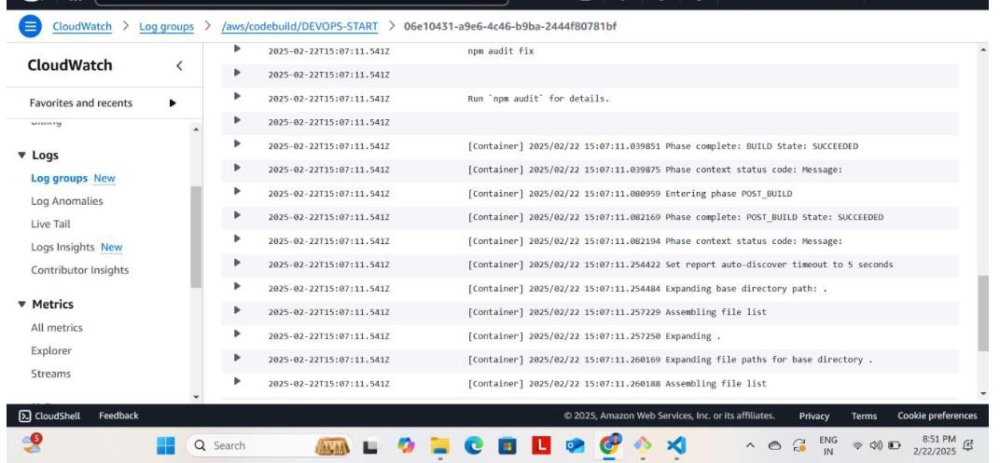 CloudWatch > Log groups > /aws/codebuild/DEVOPS-START > 06e10431-a9e6-4c46-b9ba-2444f80781bf
CloudWatch
Favorites and recents
Billing
Logs
Log groups New
Log Anomalies
Live Tail
Logs Insights New
Contributor Insights
Metrics
All metrics
Explorer
Streams
2025-02-22T15:07:11.541Z npm audit fix
2025-02-22T15:07:11.541Z
2025-02-22T15:07:11.541Z Run `npm audit` for details.
2025-02-22T15:07:11.541Z
2025-02-22T15:07:11.541Z [Container] 2025/02/22 15:07:11.039851 Phase complete: BUILD State: SUCCEEDED
2025-02-22T15:07:11.541Z [Container] 2025/02/22 15:07:11.039875 Phase context status code: Message:
2025-02-22T15:07:11.541Z [Container] 2025/02/22 15:07:11.080959 Entering phase POST_BUILD
2025-02-22T15:07:11.541Z [Container] 2025/02/22 15:07:11.082169 Phase complete: POST_BUILD State: SUCCEEDED
2025-02-22T15:07:11.541Z [Container] 2025/02/22 15:07:11.082194 Phase context status code: Message:
2025-02-22T15:07:11.541Z [Container] 2025/02/22 15:07:11.254422 Set report auto-discover timeout to 5 seconds
2025-02-22T15:07:11.541Z [Container] 2025/02/22 15:07:11.254484 Expanding base directory path: .
2025-02-22T15:07:11.541Z [Container] 2025/02/22 15:07:11.257229 Assembling file list
2025-02-22T15:07:11.541Z [Container] 2025/02/22 15:07:11.257250 Expanding .
2025-02-22T15:07:11.541Z [Container] 2025/02/22 15:07:11.260169 Expanding file paths for base directory .
2025-02-22T15:07:11.541Z [Container] 2025/02/22 15:07:11.260188 Assembling file list
CloudShell Feedback © 2025, Amazon Web Services, Inc. or its affiliates. Privacy Terms Cookie preferences
5 Search L ENG IN 8:51 PM 2/22/2025